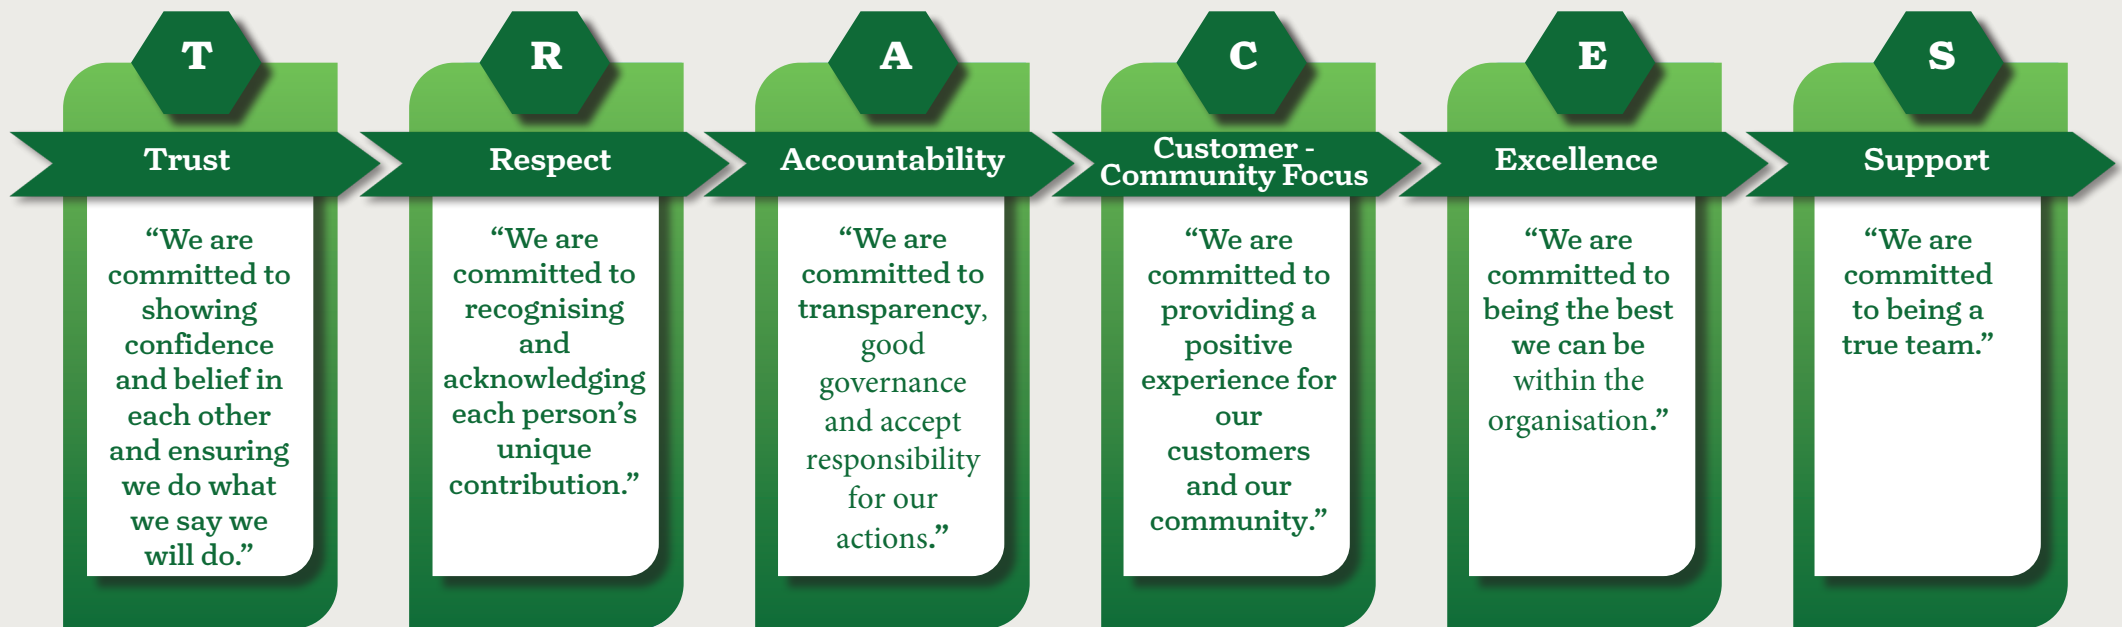 T
Trust
“We are
committed to
showing
confidence
and belief in
each other
and ensuring
we do what
we say we
will do.”
R
Respect
“We are
committed to
recognising
and
acknowledging
each person’s
unique
contribution.”
A
Accountability
“We are
committed to
transparency,
good
governance
and accept
responsibility
for our
actions.”
C
Customer -
Community Focus
“We are
committed to
providing a
positive
experience for
our
customers
and our
community.”
E
Excellence
“We are
committed to
being the best
we can be
within the
organisation.”
S
Support
“We are
committed
to being a
true team.”